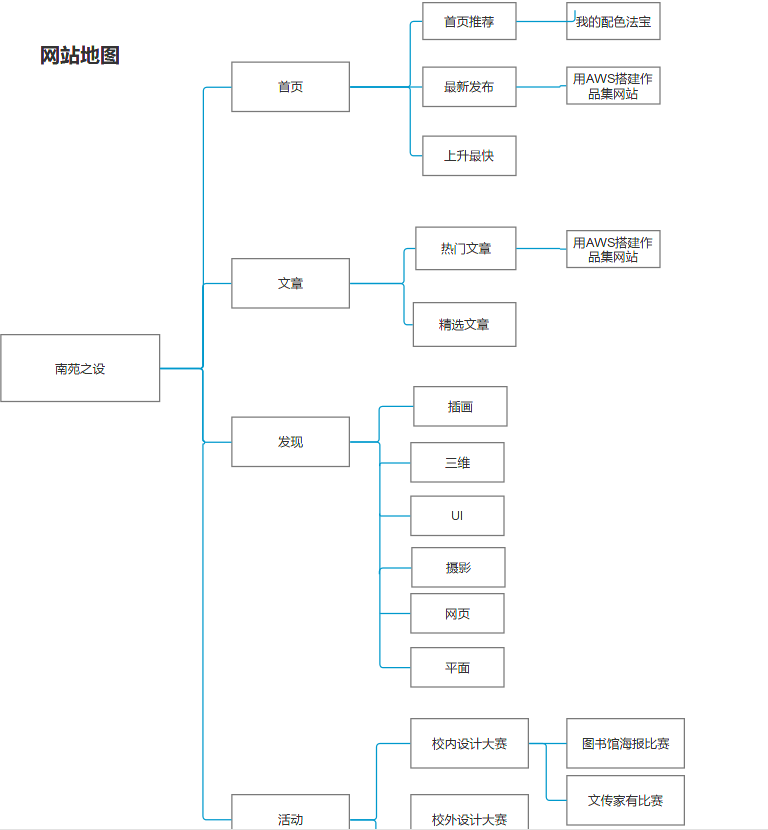 网站地图
首页推荐
我的配色法宝
首页
最新发布
用AWS搭建作
品集网站
上升最快
热门文章
用AWS搭建作
品集网站
文章
精选文章
南苑之设
插画
发现
三维
UI
摄影
网页
平面
校内设计大赛
图书馆海报比赛
文传家有比赛
活动
校外设计大赛